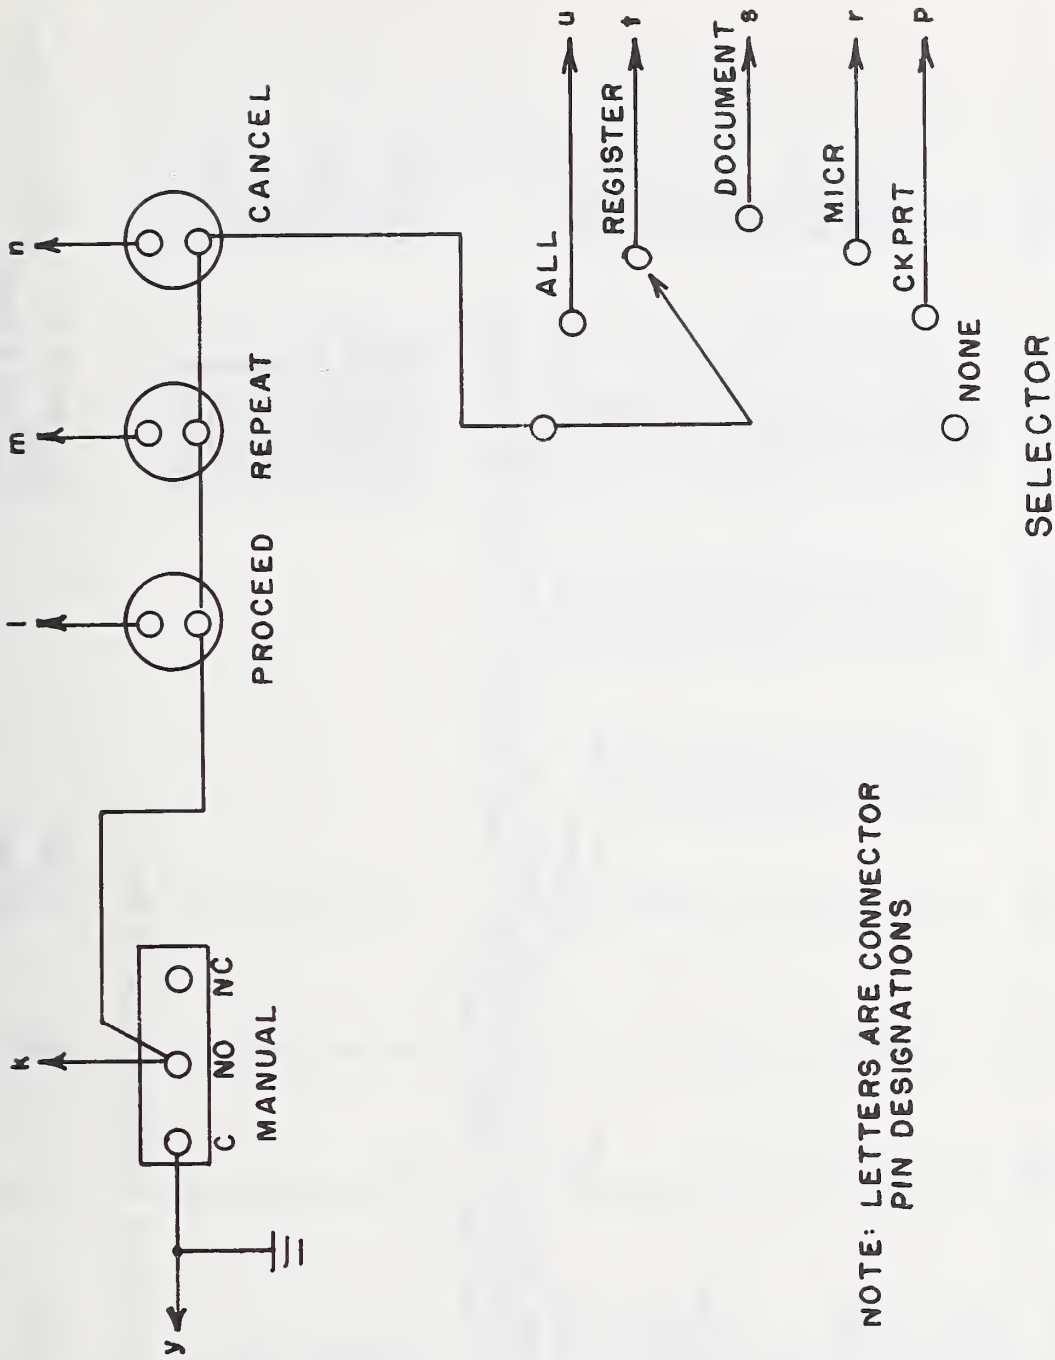 y
k
l
m
n
C NO NC
MANUAL
PROCEED
REPEAT
CANCEL
ALL
u
REGISTER
t
DOCUMENT
s
MICR
r
CKPRT
p
NONE
SELECTOR
NOTE: LETTERS ARE CONNECTOR
PIN DESIGNATIONS